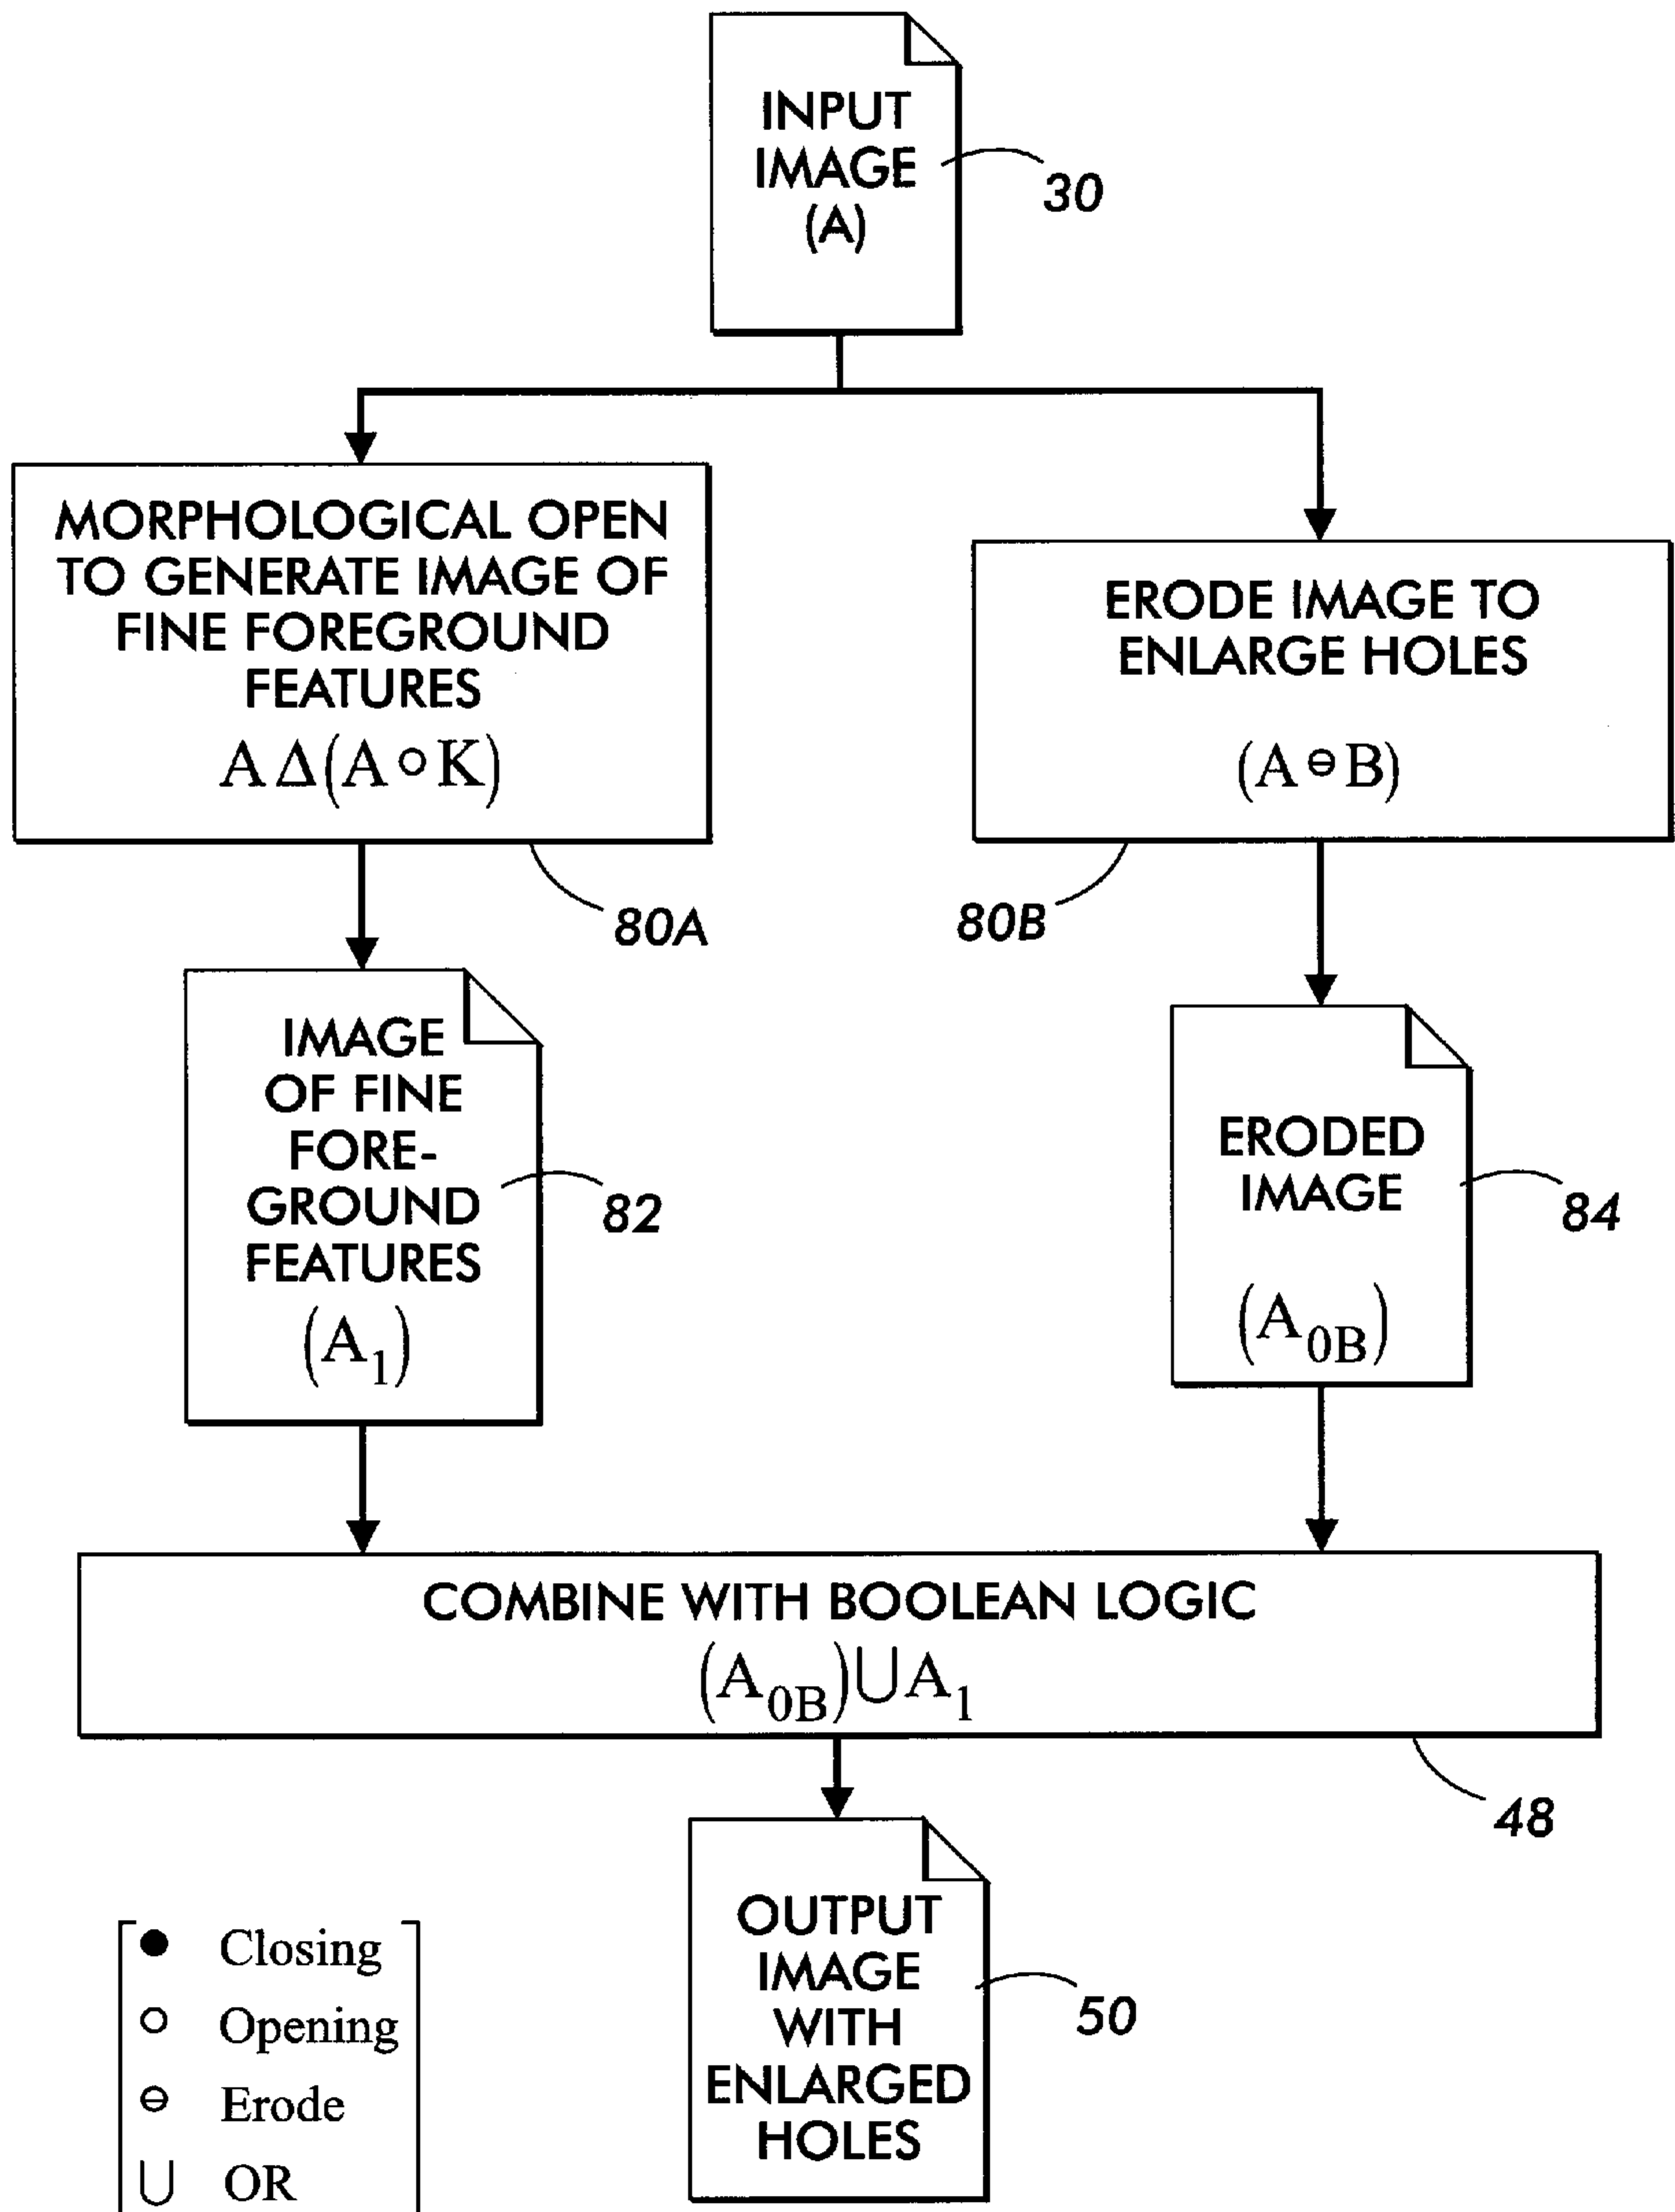 INPUT
IMAGE
(A)
30
MORPHOLOGICAL OPEN
TO GENERATE IMAGE OF
FINE FOREGROUND
FEATURES
A Δ(A ○ K)
80A
ERODE IMAGE TO
ENLARGE HOLES
(A ⊖ B)
80B
IMAGE
OF FINE
FORE-
GROUND
FEATURES
(A₁)
82
ERODED
IMAGE
(A₀B)
84
COMBINE WITH BOOLEAN LOGIC
(A₀B)∪A₁
48
OUTPUT
IMAGE
WITH
ENLARGED
HOLES
50
● Closing
○ Opening
⊖ Erode
∪ OR